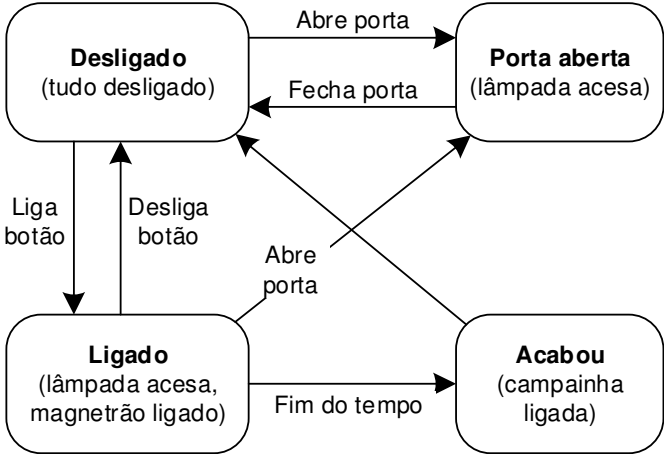 Abre porta
Desligado
(tudo desligado)
Porta aberta
(lâmpada acesa)
Fecha porta
Liga
botão
Desliga
botão
Abre
porta
Ligado
(lâmpada acesa,
magnetrão ligado)
Fim do tempo
Acabou
(campainha
ligada)